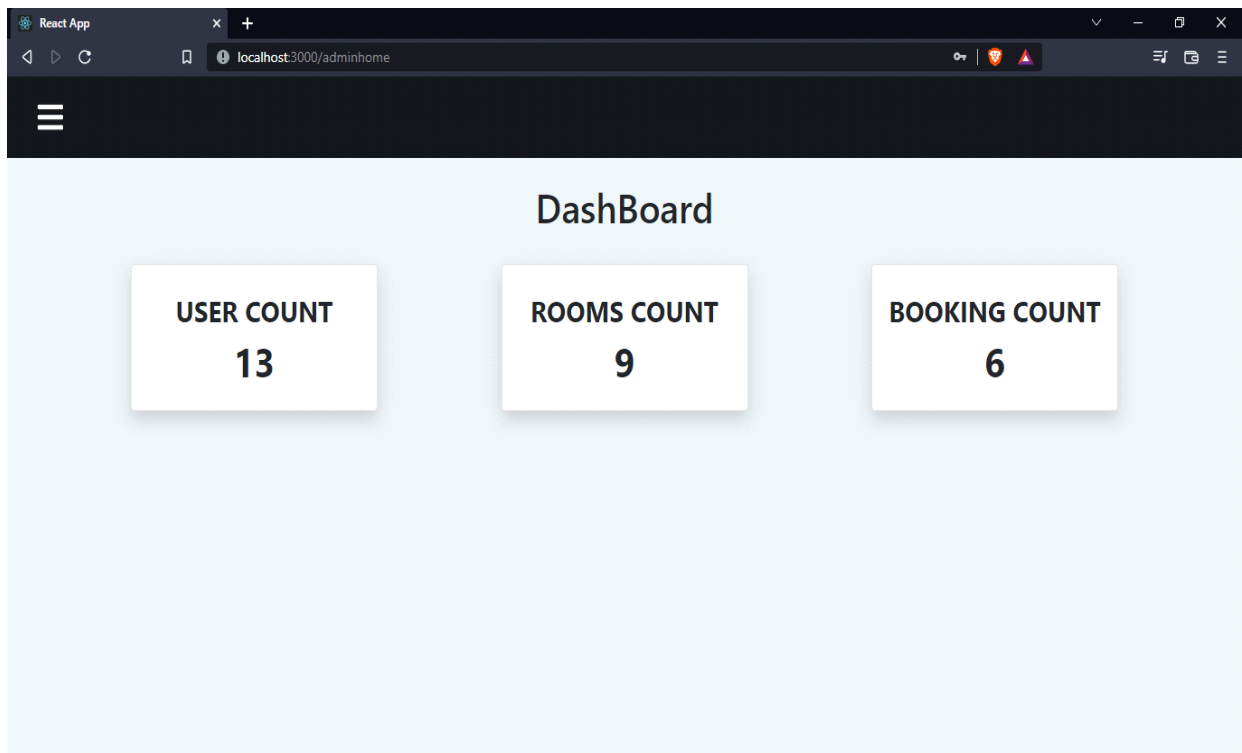 React App
localhost:3000/adminhome
DashBoard
USER COUNT
13
ROOMS COUNT
9
BOOKING COUNT
6